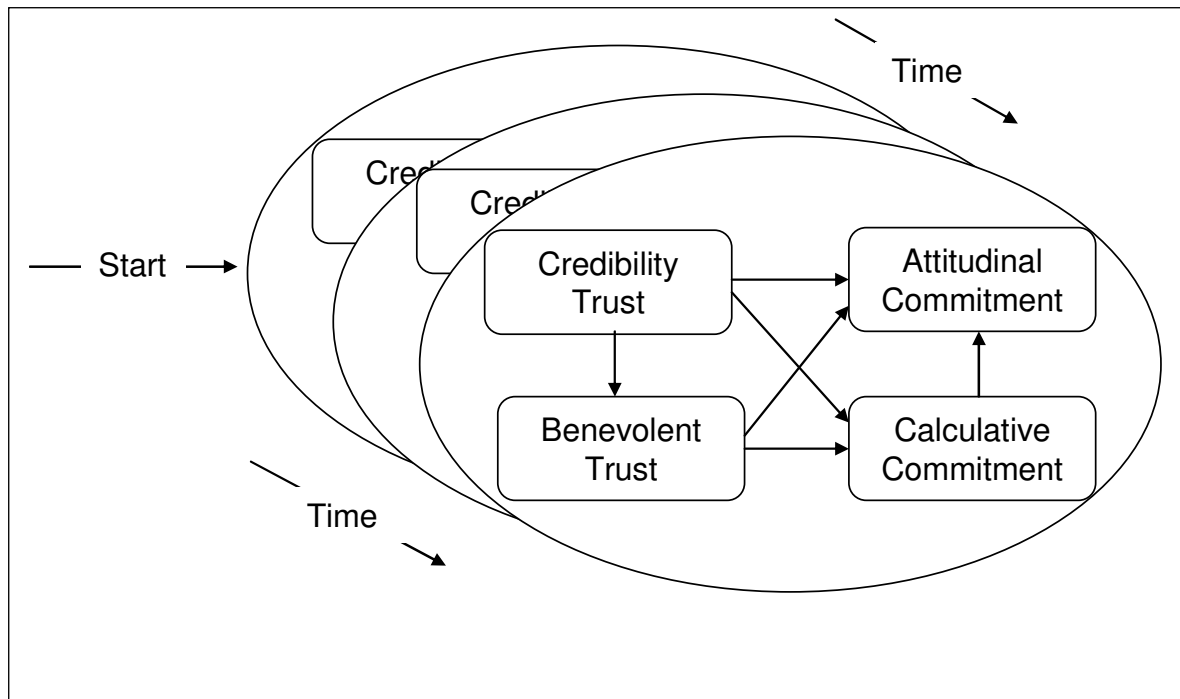 Time
Start
Credibility
Trust
Attitudinal
Commitment
Benevolent
Trust
Calculative
Commitment
Time